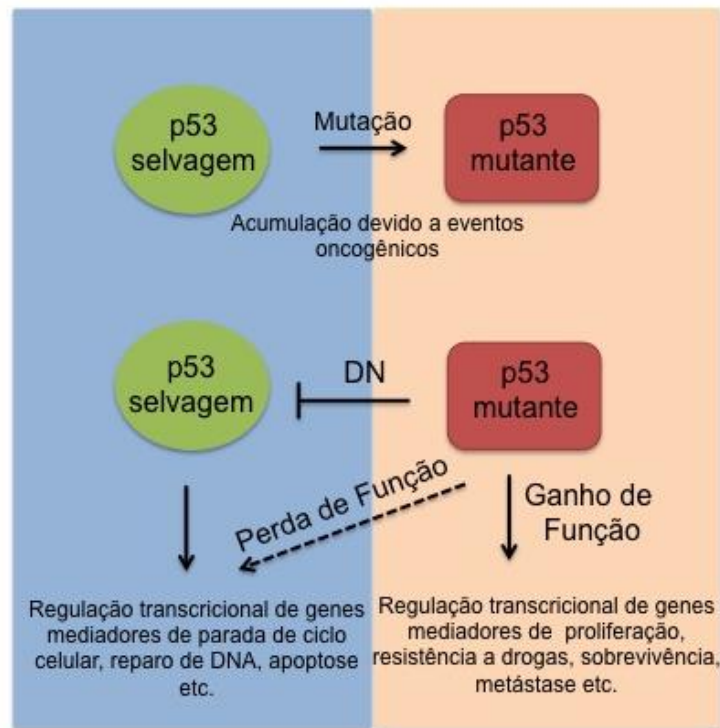 p53
selvagem
Mutação
p53
mutante
Acumulação devido a eventos
oncogênicos
p53
selvagem
DN
p53
mutante
Perda de Função
Ganho de
Função
Regulação transcricional de genes
mediadores de parada de ciclo
celular, reparo de DNA, apoptose
etc.
Regulação transcricional de genes
mediadores de proliferação,
resistência a drogas, sobrevivência,
metástase etc.